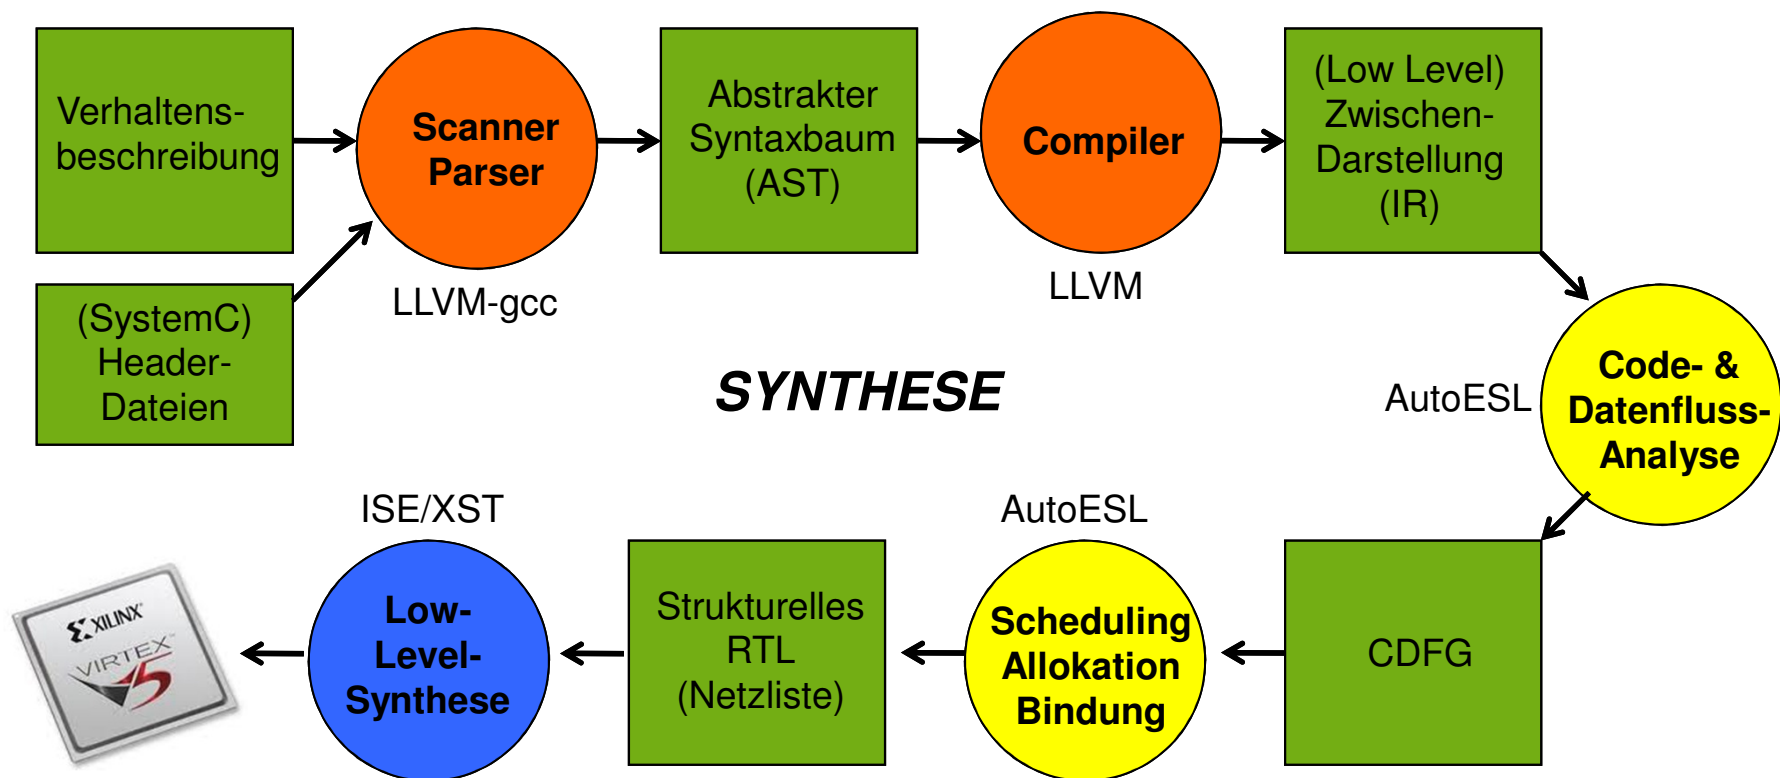 Verhaltens-
beschreibung
Scanner
Parser
LLVM-gcc
Abstrakter
Syntaxbaum
(AST)
Compiler
LLVM
(Low Level)
Zwischen-
Darstellung
(IR)
(SystemC)
Header-
Dateien
SYNTHESE
AutoESL
Code- &
Datenfluss-
Analyse
CDFG
AutoESL
Scheduling
Allokation
Bindung
Strukturelles
RTL
(Netzliste)
ISE/XST
Low-
Level-
Synthese
XILINX®
VIRTEX™
5